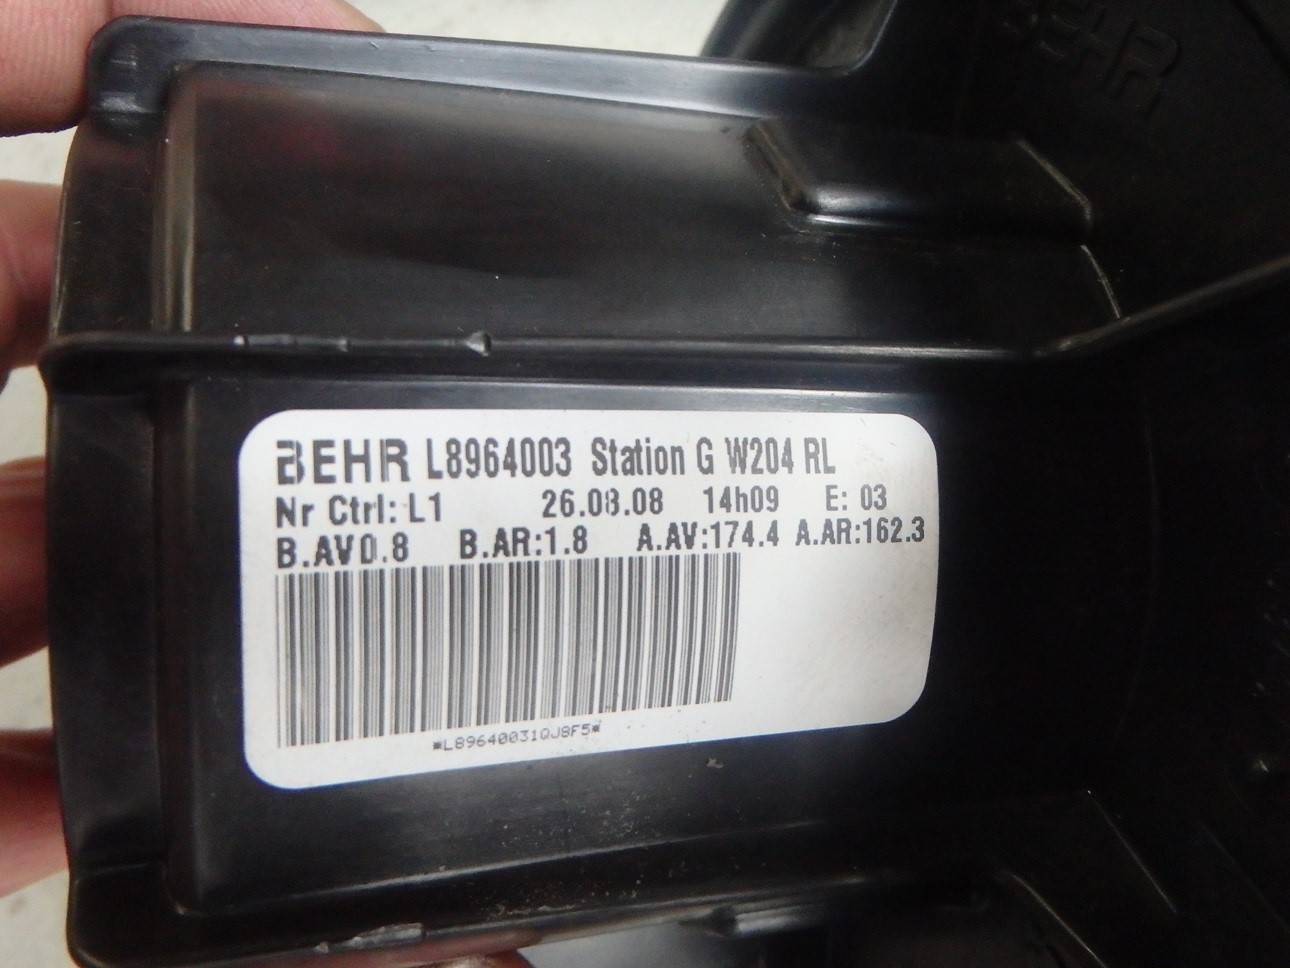 BEHR
BEHR L8964003 Station G W204 RL
Nr Ctrl: L1 26.08.08 14h09 E: 03
B.AV0.8 B.AR:1.8 A.AV:174.4 A.AR:162.3
*L89640031QJ8F5*